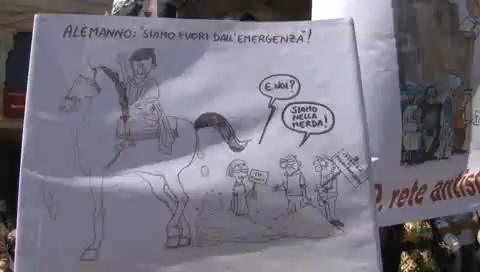 ALEMANNO: "SIAMO FUORI DALL'EMERGENZA"!
E NOI?
SIAMO
NELLA
MERDA!
rete antis